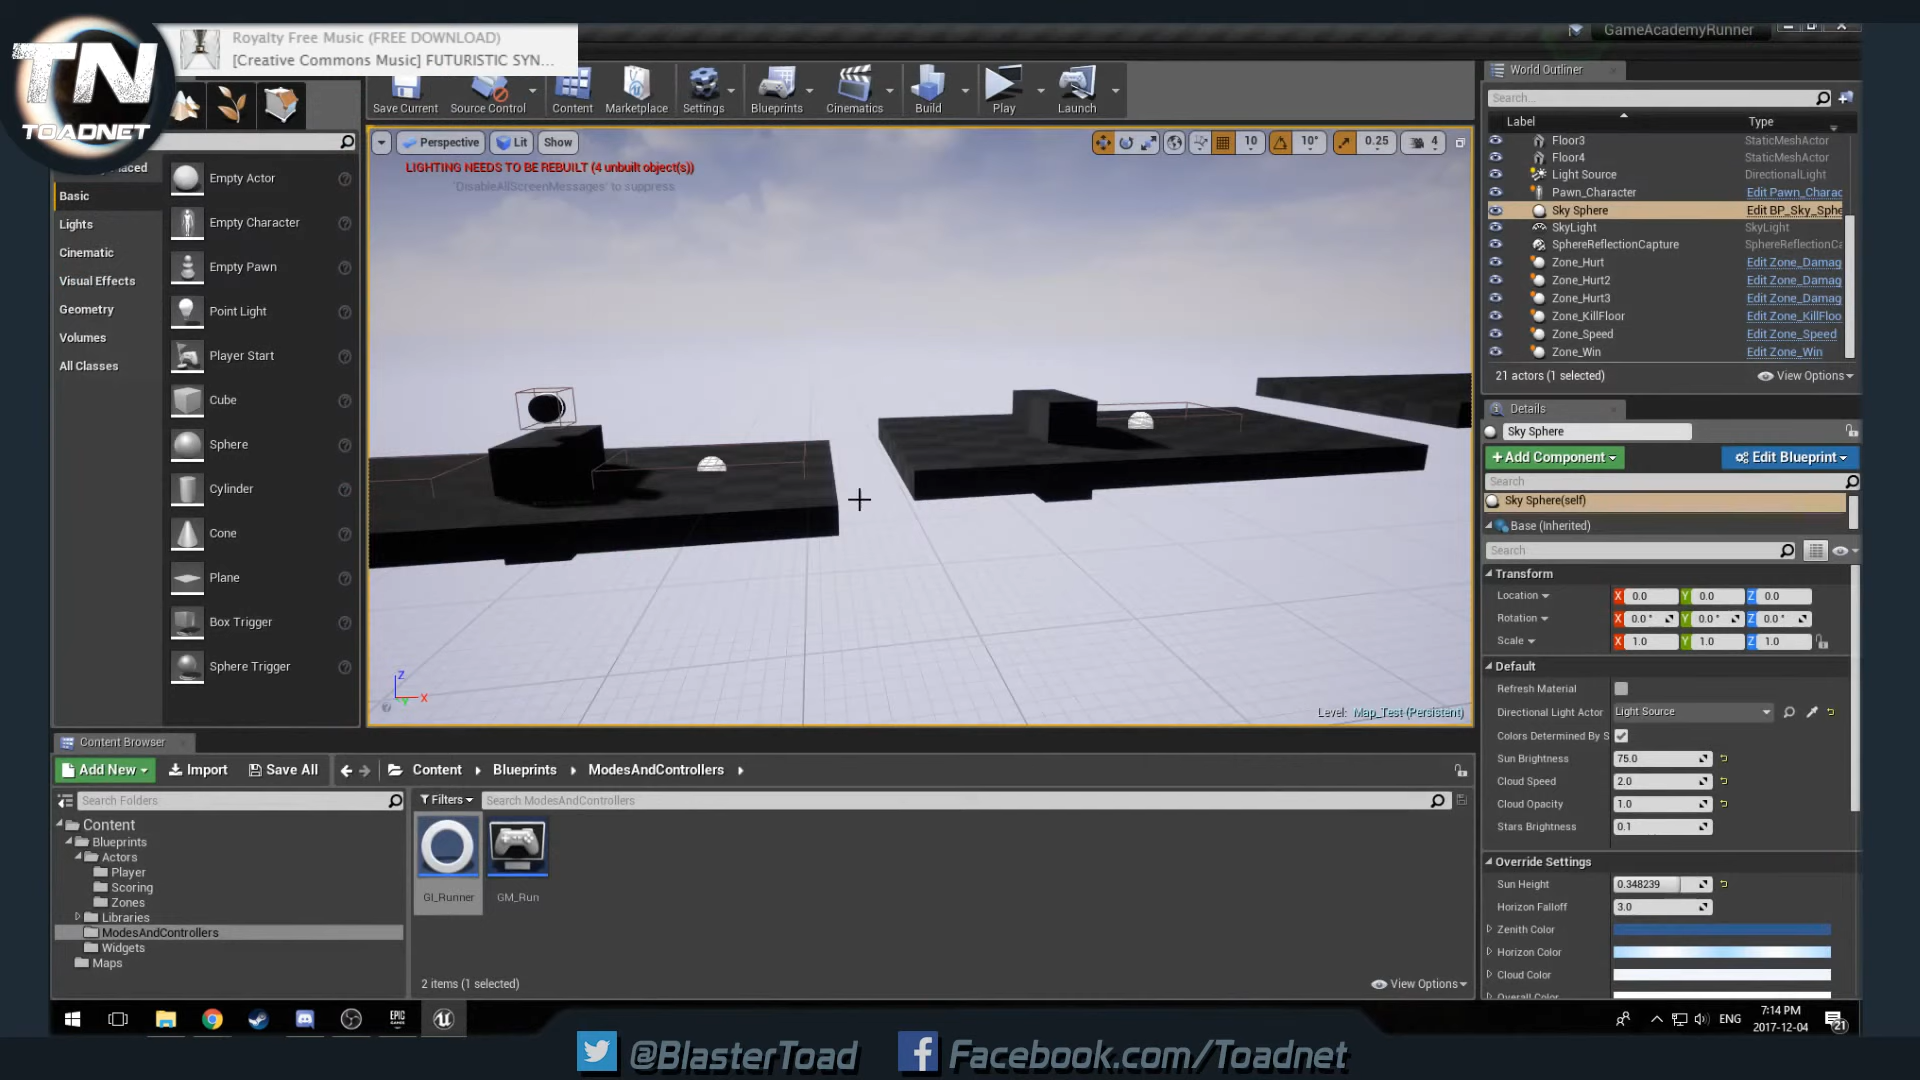 TN
TOADNET
Royalty Free Music (FREE DOWNLOAD)
[Creative Commons Music] FUTURISTIC SYN...
GameAcademyRunner
Save Current
Source Control
Content
Marketplace
Settings
Blueprints
Cinematics
Build
Play
Launch
Basic
Lights
Cinematic
Visual Effects
Geometry
Volumes
All Classes
Empty Actor
Empty Character
Empty Pawn
Point Light
Player Start
Cube
Sphere
Cylinder
Cone
Plane
Box Trigger
Sphere Trigger
Perspective
Lit
Show
10
10°
0.25
4
LIGHTING NEEDS TO BE REBUILT (4 unbuilt object(s))
'DisableAllScreenMessages' to suppress
Z
X
Y
Level: Map_Test (Persistent)
World Outliner
Search...
Label
Type
Floor3 StaticMeshActor
Floor4 StaticMeshActor
Light Source DirectionalLight
Pawn_Character Edit Pawn_Charac
Sky Sphere Edit BP_Sky_Sphe
SkyLight SkyLight
SphereReflectionCapture SphereReflectionCa
Zone_Hurt Edit Zone_Damag
Zone_Hurt2 Edit Zone_Damag
Zone_Hurt3 Edit Zone_Damag
Zone_KillFloor Edit Zone_KillFloo
Zone_Speed Edit Zone_Speed
Zone_Win Edit Zone_Win
21 actors (1 selected)
View Options
Details
Sky Sphere
+Add Component
Edit Blueprint
Search
Sky Sphere(self)
Base (Inherited)
Search
Transform
Location X 0.0 Y 0.0 Z 0.0
Rotation X 0.0 ° Y 0.0 ° Z 0.0 °
Scale X 1.0 Y 1.0 Z 1.0
Default
Refresh Material
Directional Light Actor Light Source
Colors Determined By S
Sun Brightness 75.0
Cloud Speed 2.0
Cloud Opacity 1.0
Stars Brightness 0.1
Override Settings
Sun Height 0.348239
Horizon Falloff 3.0
Zenith Color
Horizon Color
Cloud Color
Content Browser
Add New
Import
Save All
Content
Blueprints
ModesAndControllers
Search Folders
Filters
Search ModesAndControllers
Content
Blueprints
Actors
Player
Scoring
Zones
Libraries
ModesAndControllers
Widgets
Maps
GI_Runner
GM_Run
2 items (1 selected)
View Options
EPIC
GAMES
ENG
7:14 PM
2017-12-04
21
@BlasterToad
Facebook.com/Toadnet